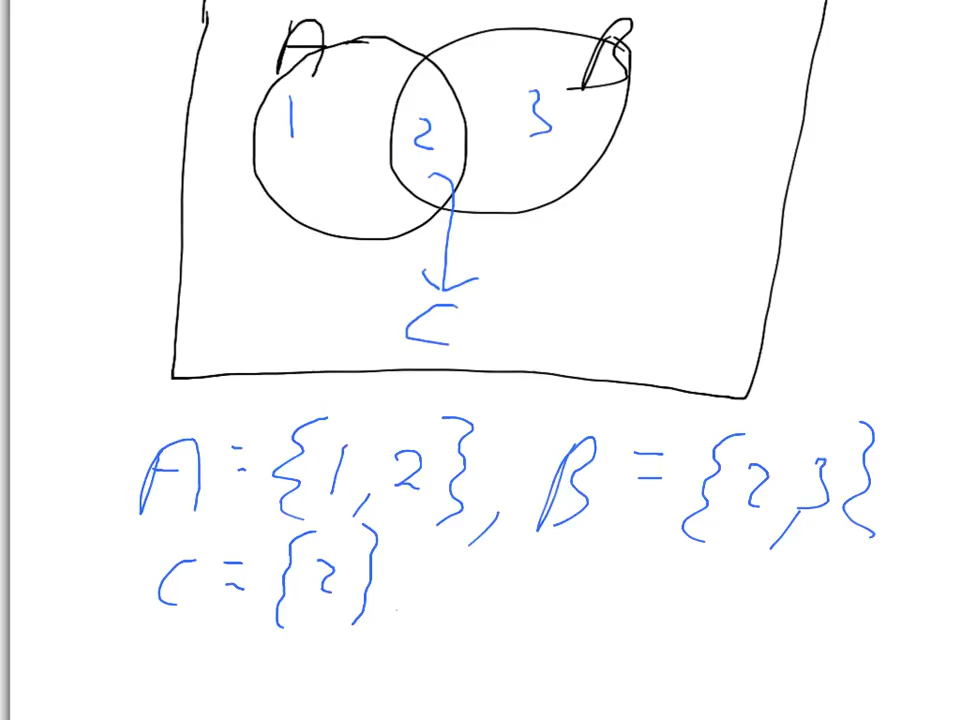 A B
1 2 3
C
A = {1, 2}, B = {2, 3}
C = {2}